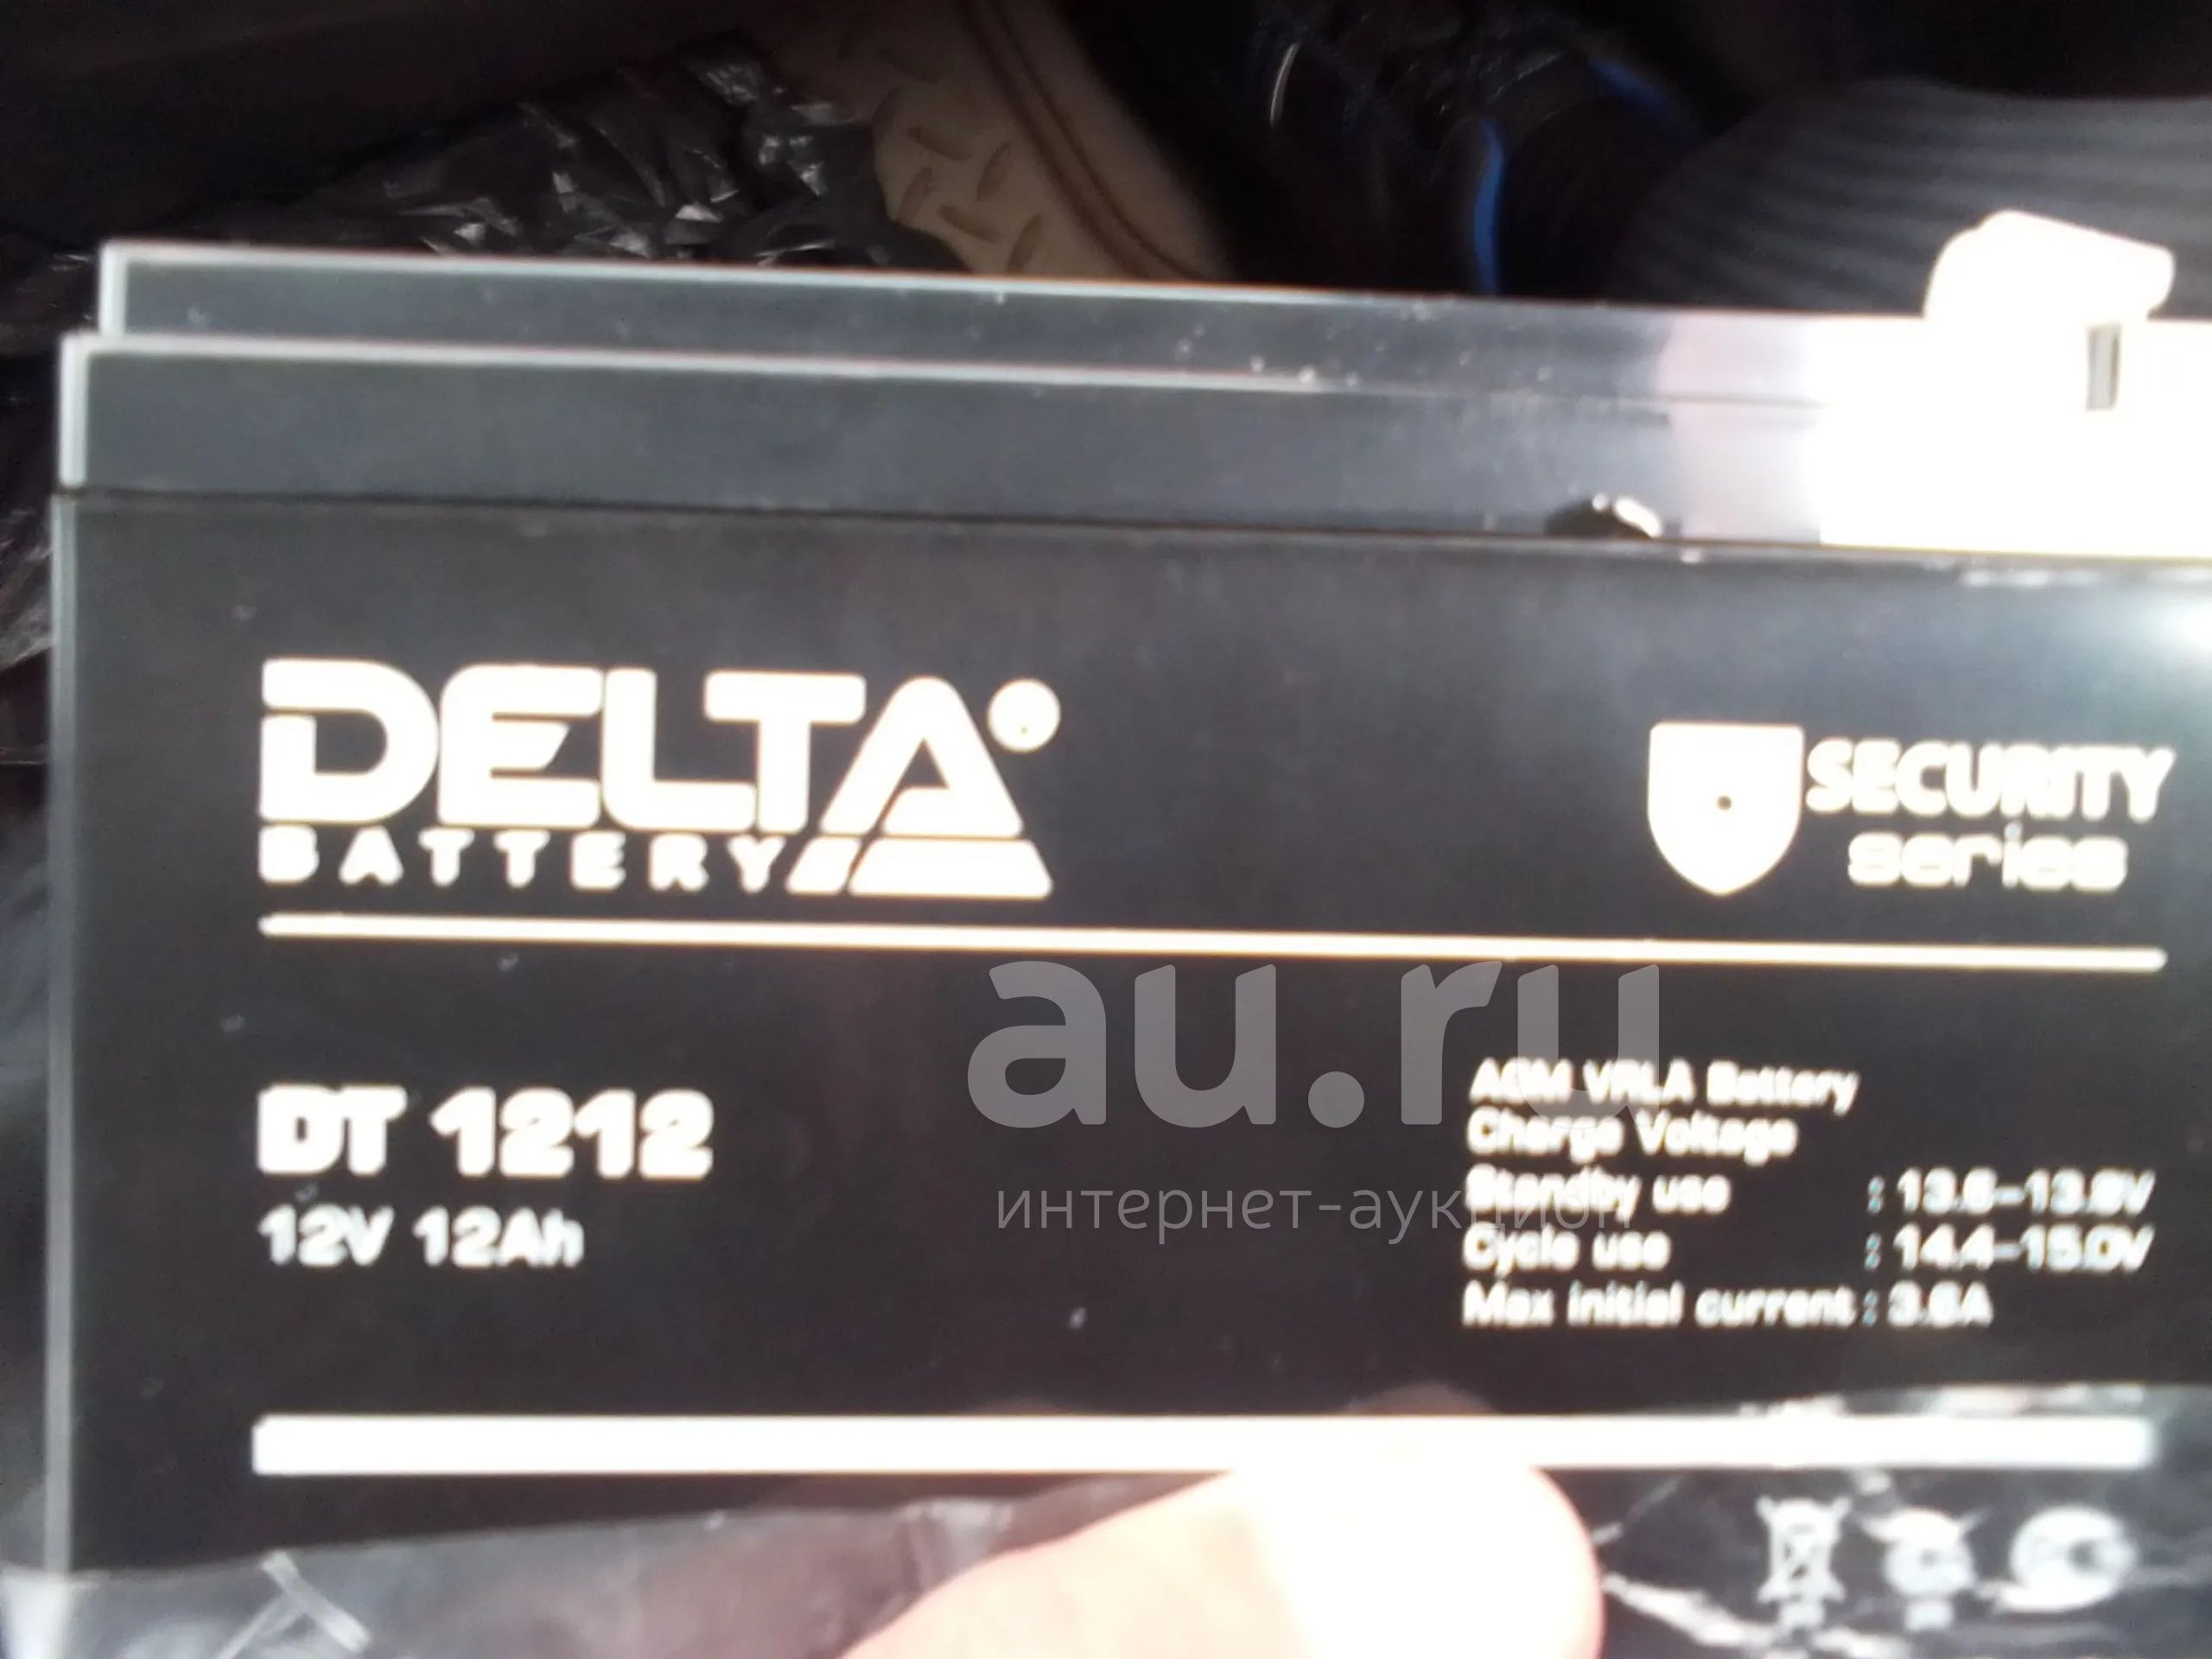 DELTA
BATTERY
SECURITY
series
au.ru
интернет-аукцион
DT 1212
12V 12Ah
AGM VRLA Battery
Charge Voltage
Standby use : 13.6-13.8V
Cycle use : 14.4-15.0V
Max initial current : 3.6A